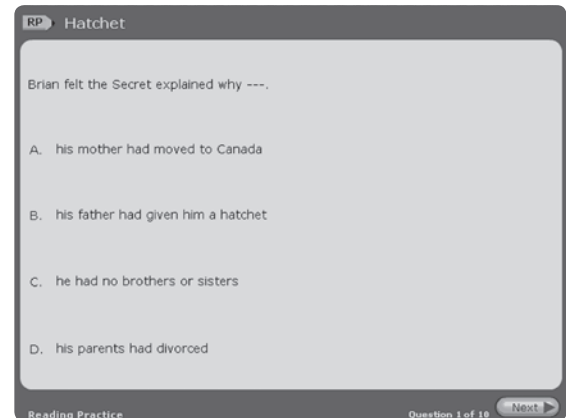 RP Hatchet
Brian felt the Secret explained why ---.
A. his mother had moved to Canada
B. his father had given him a hatchet
C. he had no brothers or sisters
D. his parents had divorced
Reading Practice Question 1 of 10 Next